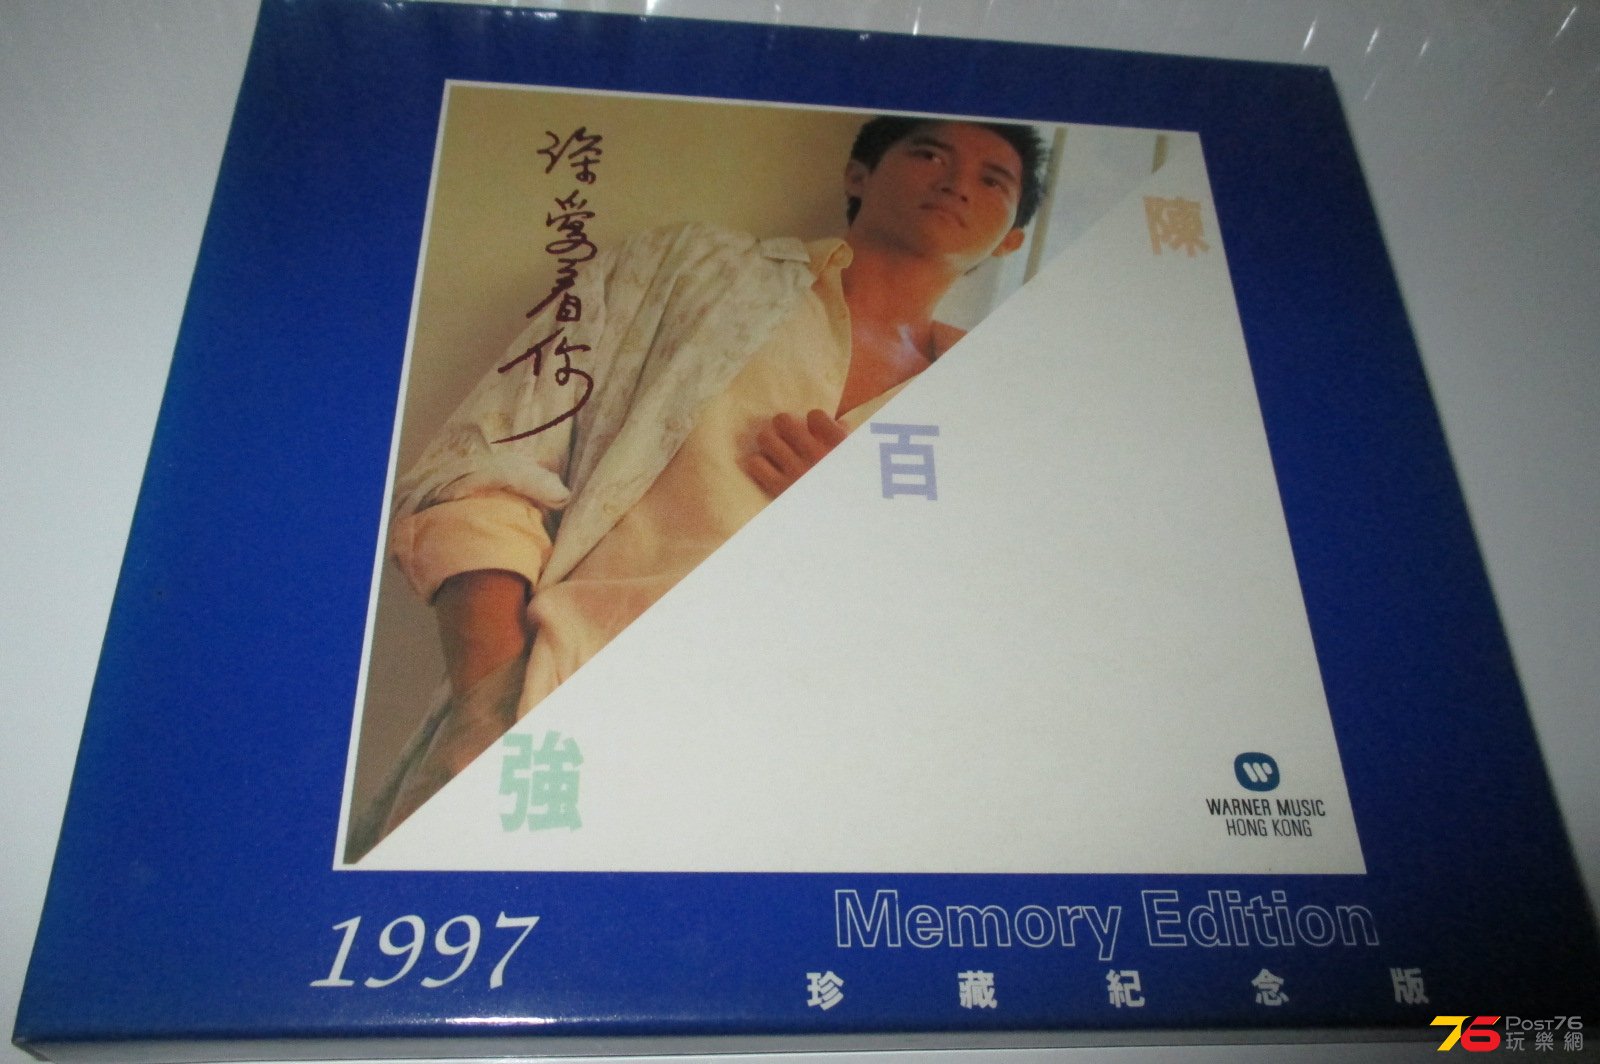 深愛着你
陳
百
強
WARNER MUSIC
HONG KONG
1997
Memory Edition
珍藏紀念版
76 Post76
玩樂網